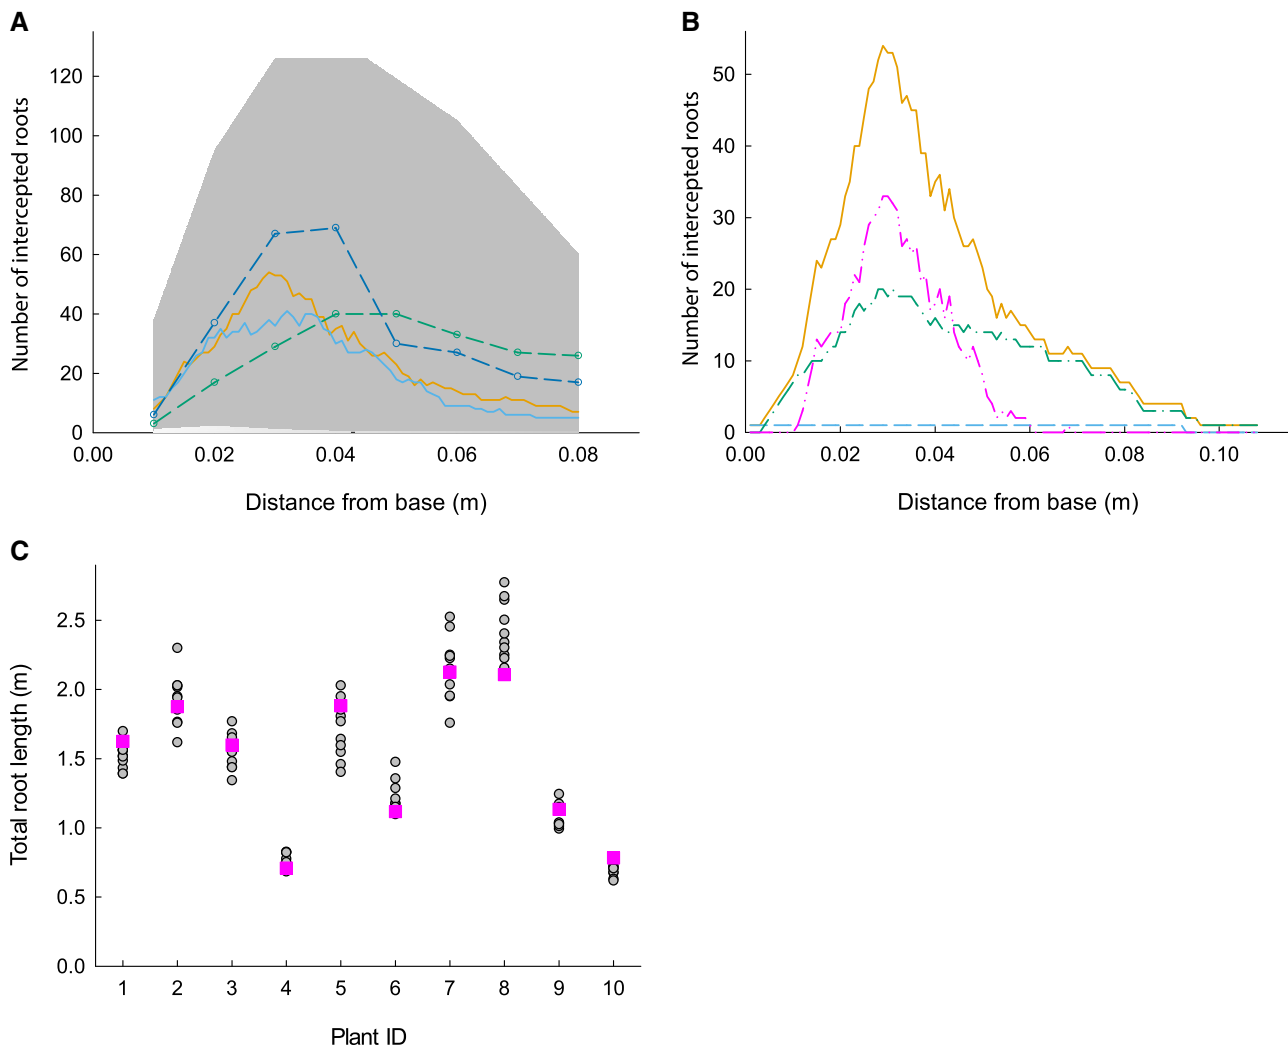 A
Number of intercepted roots
120
100
80
60
40
20
0
0.00 0.02 0.04 0.06 0.08
Distance from base (m)
B
Number of intercepted roots
50
40
30
20
10
0
0.00 0.02 0.04 0.06 0.08 0.10
Distance from base (m)
C
Total root length (m)
2.5
2.0
1.5
1.0
0.5
0.0
1 2 3 4 5 6 7 8 9 10
Plant ID